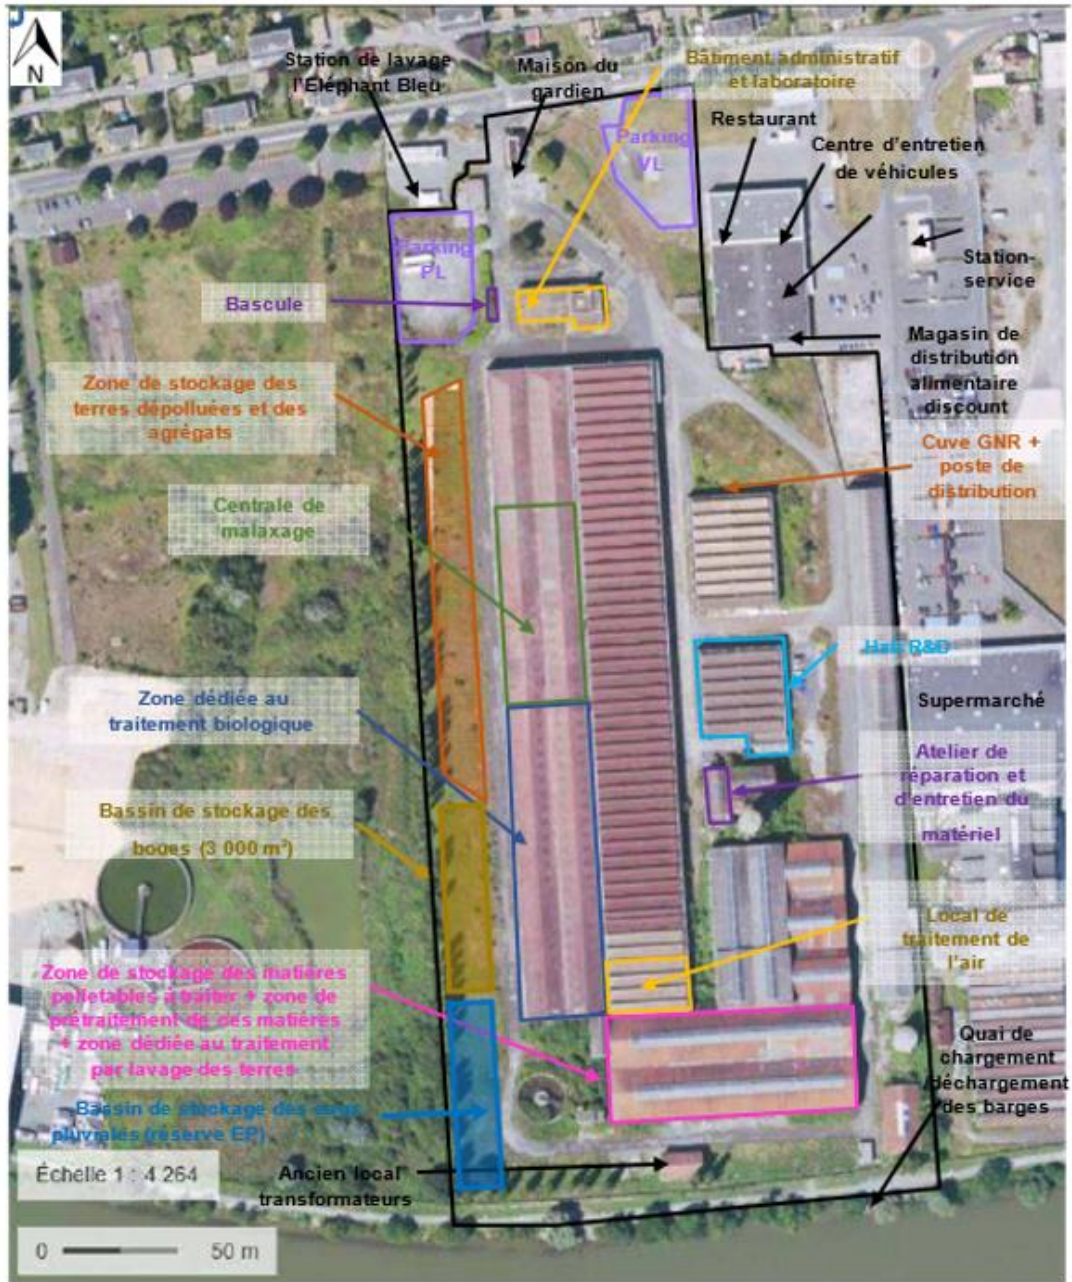 N
Station de lavage
l'Eléphant Bleu
Maison du
gardien
Bâtiment administratif
et laboratoire
Restaurant
Parking
VL
Centre d'entretien
de véhicules
Parking
PL
Station-
service
Bascule
Magasin de
distribution
alimentaire
discount
Zone de stockage des
terres dépolluées et des
agrégats
Cuve GNR +
poste de
distribution
Centrale de
malaxage
Hall R&D
Zone dédiée au
traitement biologique
Supermarché
Atelier de
réparation et
d'entretien du
matériel
Bassin de stockage des
boues (3 000 m³)
Local de
traitement de
l'air
Zone de stockage des matières
pelletables à traiter + zone de
prétraitement de ces matières
+ zone dédiée au traitement
par lavage des terres
Quai de
chargement
/déchargement
des barges
Bassin de stockage des eaux
pluviales (réserve EP)
Échelle 1 : 4 264
Ancien local
transformateurs
0 50 m